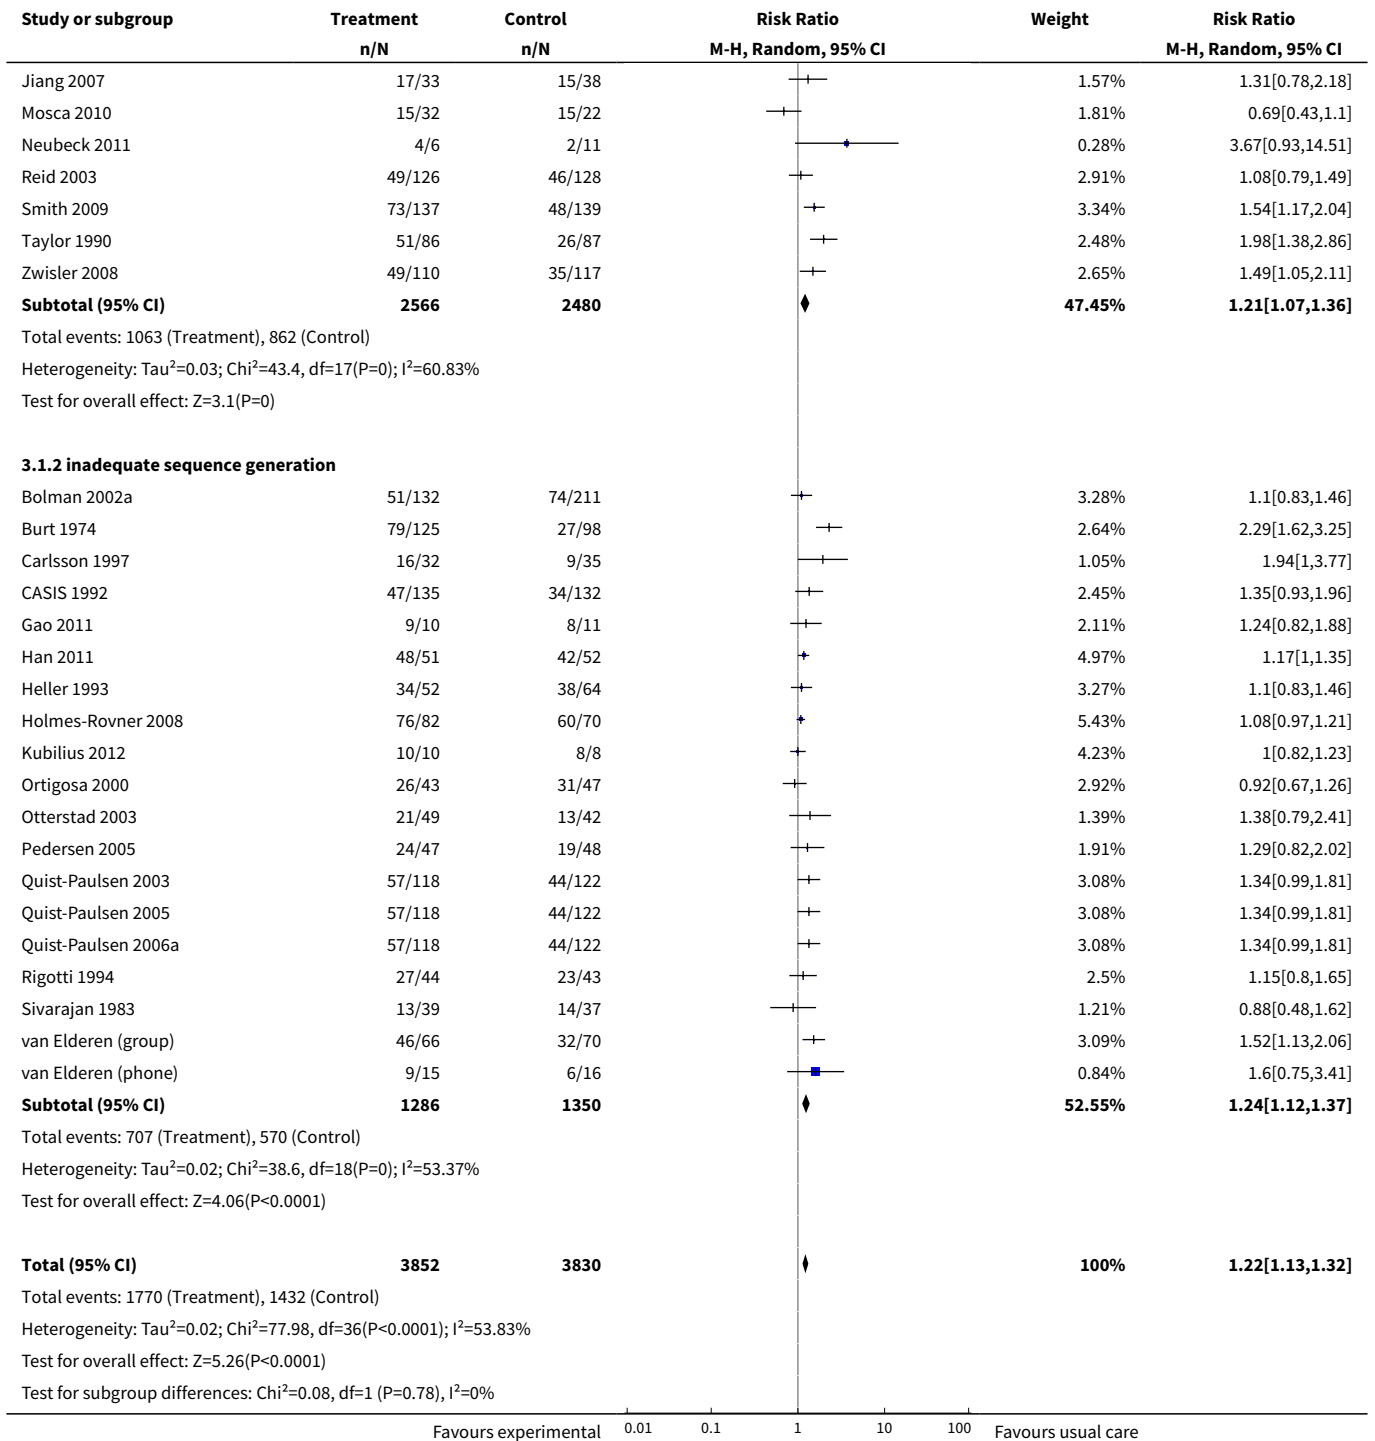 Study or subgroup Treatment Control Risk Ratio Weight Risk Ratio
n/N n/N M-H, Random, 95% CI M-H, Random, 95% CI
Jiang 2007 17/33 15/38 1.57% 1.31[0.78,2.18]
Mosca 2010 15/32 15/22 1.81% 0.69[0.43,1.1]
Neubeck 2011 4/6 2/11 0.28% 3.67[0.93,14.51]
Reid 2003 49/126 46/128 2.91% 1.08[0.79,1.49]
Smith 2009 73/137 48/139 3.34% 1.54[1.17,2.04]
Taylor 1990 51/86 26/87 2.48% 1.98[1.38,2.86]
Zwisler 2008 49/110 35/117 2.65% 1.49[1.05,2.11]
Subtotal (95% CI) 2566 2480 47.45% 1.21[1.07,1.36]
Total events: 1063 (Treatment), 862 (Control)
Heterogeneity: Tau²=0.03; Chi²=43.4, df=17(P=0); I²=60.83%
Test for overall effect: Z=3.1(P=0)
3.1.2 inadequate sequence generation
Bolman 2002a 51/132 74/211 3.28% 1.1[0.83,1.46]
Burt 1974 79/125 27/98 2.64% 2.29[1.62,3.25]
Carlsson 1997 16/32 9/35 1.05% 1.94[1,3.77]
CASIS 1992 47/135 34/132 2.45% 1.35[0.93,1.96]
Gao 2011 9/10 8/11 2.11% 1.24[0.82,1.88]
Han 2011 48/51 42/52 4.97% 1.17[1,1.35]
Heller 1993 34/52 38/64 3.27% 1.1[0.83,1.46]
Holmes-Rovner 2008 76/82 60/70 5.43% 1.08[0.97,1.21]
Kubilius 2012 10/10 8/8 4.23% 1[0.82,1.23]
Ortigosa 2000 26/43 31/47 2.92% 0.92[0.67,1.26]
Otterstad 2003 21/49 13/42 1.39% 1.38[0.79,2.41]
Pedersen 2005 24/47 19/48 1.91% 1.29[0.82,2.02]
Quist-Paulsen 2003 57/118 44/122 3.08% 1.34[0.99,1.81]
Quist-Paulsen 2005 57/118 44/122 3.08% 1.34[0.99,1.81]
Quist-Paulsen 2006a 57/118 44/122 3.08% 1.34[0.99,1.81]
Rigotti 1994 27/44 23/43 2.5% 1.15[0.8,1.65]
Sivarajan 1983 13/39 14/37 1.21% 0.88[0.48,1.62]
van Elderen (group) 46/66 32/70 3.09% 1.52[1.13,2.06]
van Elderen (phone) 9/15 6/16 0.84% 1.6[0.75,3.41]
Subtotal (95% CI) 1286 1350 52.55% 1.24[1.12,1.37]
Total events: 707 (Treatment), 570 (Control)
Heterogeneity: Tau²=0.02; Chi²=38.6, df=18(P=0); I²=53.37%
Test for overall effect: Z=4.06(P<0.0001)
Total (95% CI) 3852 3830 100% 1.22[1.13,1.32]
Total events: 1770 (Treatment), 1432 (Control)
Heterogeneity: Tau²=0.02; Chi²=77.98, df=36(P<0.0001); I²=53.83%
Test for overall effect: Z=5.26(P<0.0001)
Test for subgroup differences: Chi²=0.08, df=1 (P=0.78), I²=0%
Favours experimental 0.01 0.1 1 10 100 Favours usual care